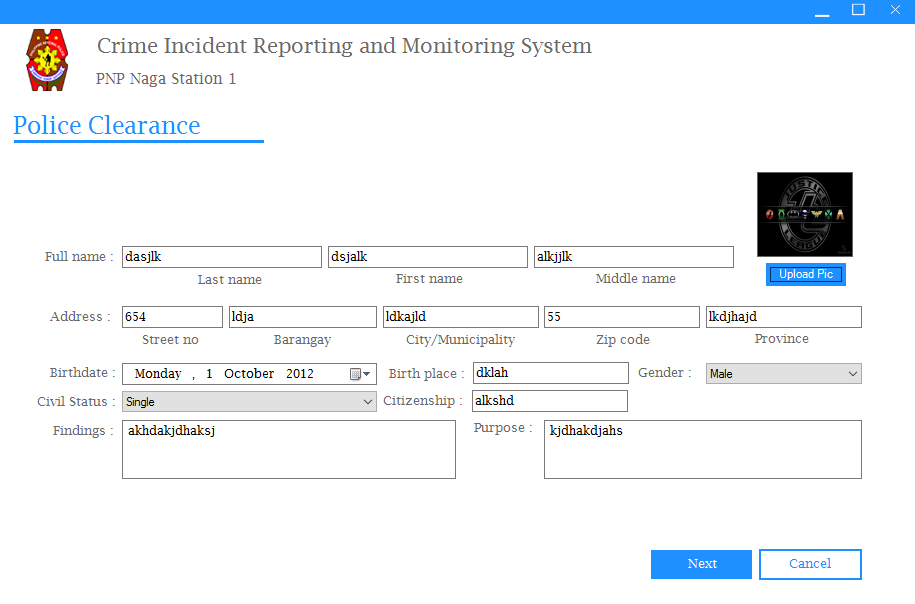 Crime Incident Reporting and Monitoring System
PNP Naga Station 1
Police Clearance
JUSTICE
LEAGUE
Upload Pic
Full name : dasjlk dsjalk alkjjlk
Last name First name Middle name
Address : 654 ldja ldkajld 55 lkdjhajd
Street no Barangay City/Municipality Zip code Province
Birthdate : Monday , 1 October 2012 Birth place : dklah Gender : Male
Civil Status : Single Citizenship : alkshd
Findings : akhdakjdhaksj Purpose : kjdhakdjahs
Next Cancel